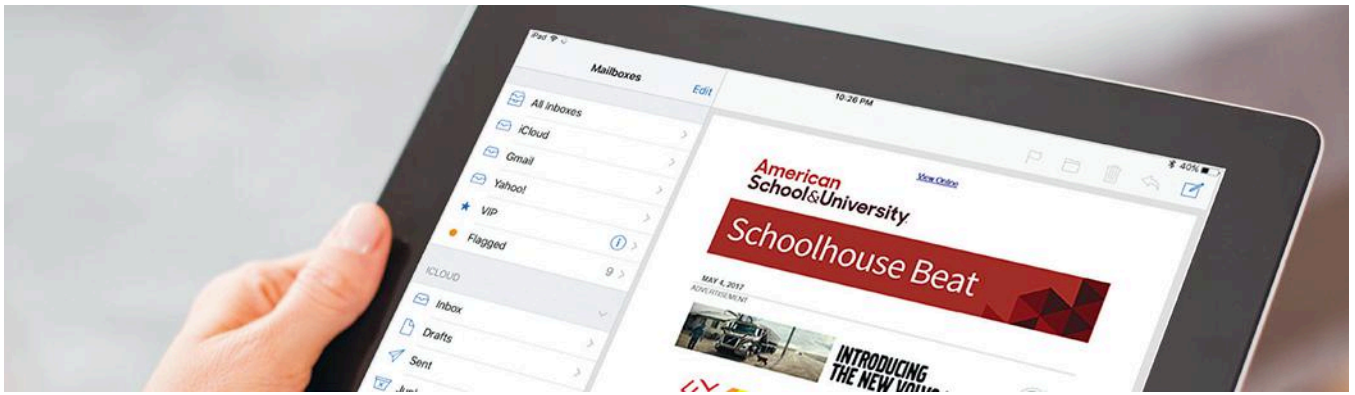 iPad
Mailboxes
Edit
All Inboxes
iCloud
Gmail
Yahoo!
VIP
Flagged
9
ICLOUD
Inbox
Drafts
Sent
10:26 PM
40%
American
School&University
View Online
Schoolhouse Beat
MAY 4, 2017
ADVERTISEMENT
INTRODUCING
THE NEW VOLVO